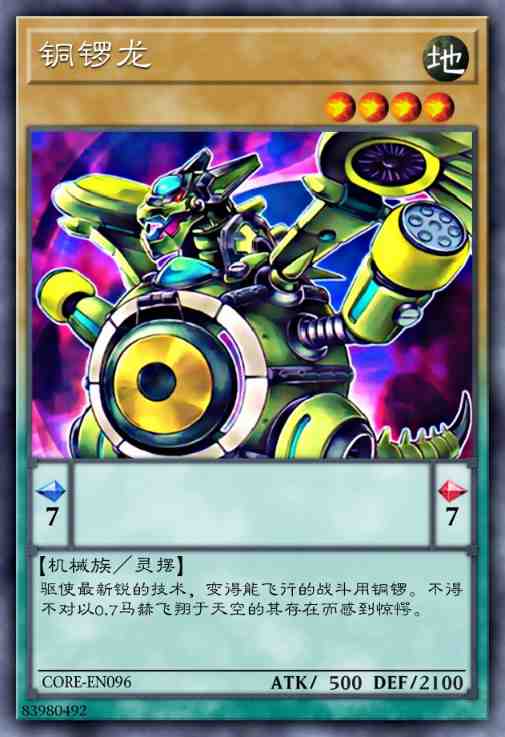 铜锣龙
地
7
7
【机械族／灵摆】
驱使最新锐的技术，变得能飞行的战斗用铜锣。不得
不对以0.7马赫飞翔于天空的其存在而感到惊愕。
CORE-EN096
ATK/ 500 DEF/2100
83980492